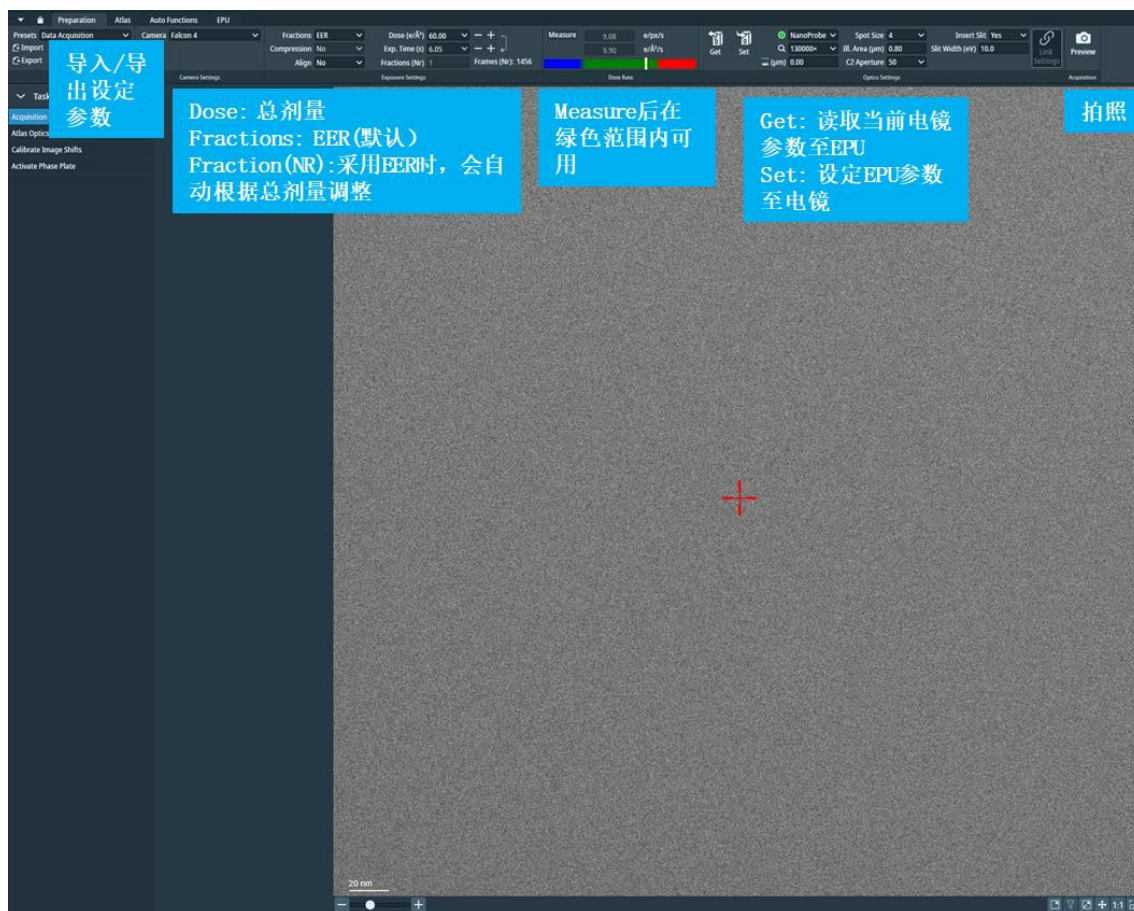 Preparation Atlas Auto Functions EPU
Presets Data Acquisition Camera Falcon 4 Fractions EER Dose (e/Å²) 60.00 Measure 9.08 e/px/s NanoProbe Spot Size 4 Insert Slit Yes
Import Compression No Exp. Time (s) 6.05 9.90 e/Å²/s Get Set 130000× Ill. Area (μm) 0.80 Slit Width (eV) 10.0 Link Settings Preview
Export Align No Fractions (Nr) 1 Frames (Nr): 1456 (μm) 0.00 C2 Aperture 50
Camera Settings Exposure Settings Dose Rate Optics Settings Acquisition
导入/导
出设定
参数
Task
Acquisition
Atlas Optics
Calibrate Image Shifts
Activate Phase Plate
Dose: 总剂量
Fractions: EER(默认）
Fraction(NR):采用EER时，会自
动根据总剂量调整
Measure后在
绿色范围内可
用
Get: 读取当前电镜
参数至EPU
Set: 设定EPU参数
至电镜
拍照
20 nm
1:1